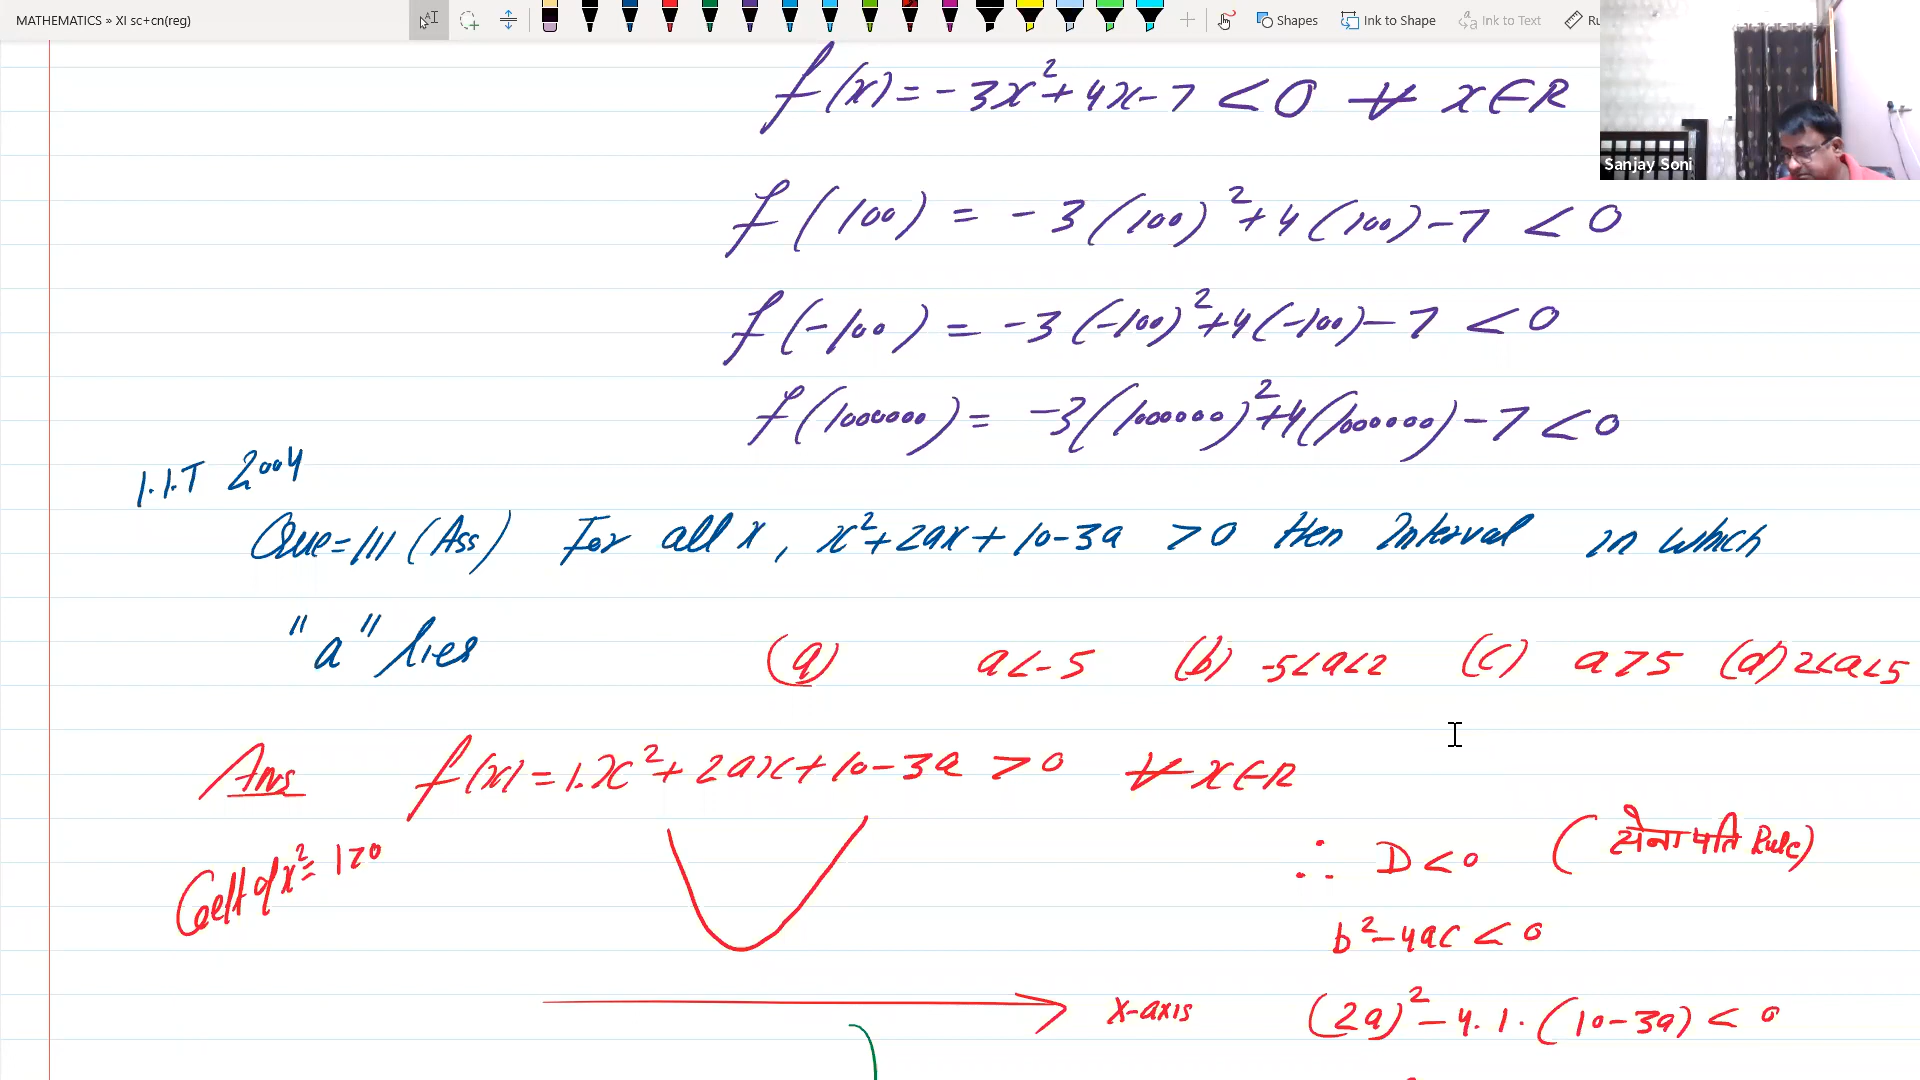 MATHEMATICS » XI sc+cn(reg)
Shapes Ink to Shape Ink to Text Ru
Sanjay Soni
f(x) = -3x²+4x-7 < 0 ∀ x∈R
f(100) = -3(100)²+4(100)-7 < 0
f(-100) = -3(-100)²+4(-100)-7 < 0
f(1000000) = -3(1000000)²+4(1000000)-7 < 0
I.I.T 2004
Que=111 (Ass) For all x, x²+2ax+10-3a >0 then Interval in which
"a" lies (a) a<-5 (b) -5<a<2 (c) a>5 (d) 2<a<5
Ans f(x) = 1.x²+2ax+10-3a >0 ∀ x∈R
Coeff of x² = 1>0
∴ D<0 (सेनापति Rule)
b²-4ac < 0
X-axis (2a)²-4.1.(10-3a) < 0